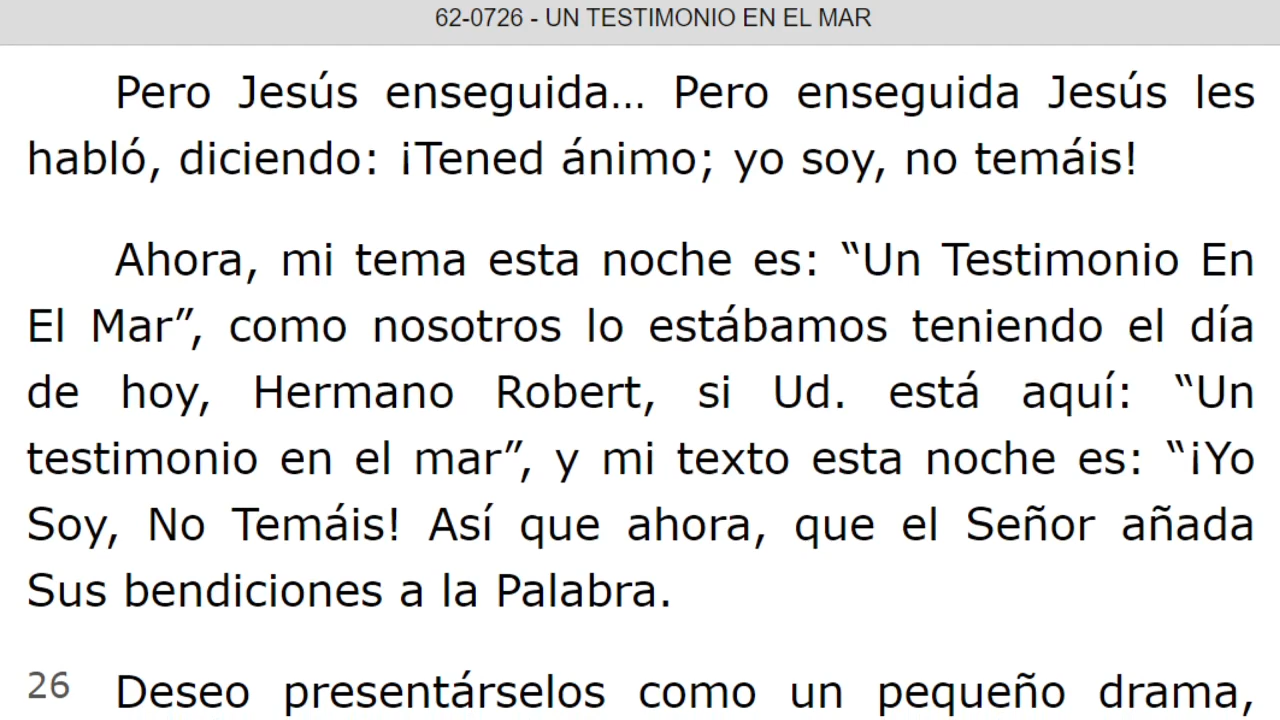 62-0726 - UN TESTIMONIO EN EL MAR
Pero Jesús enseguida… Pero enseguida Jesús les
habló, diciendo: ¡Tened ánimo; yo soy, no temáis!
Ahora, mi tema esta noche es: “Un Testimonio En
El Mar”, como nosotros lo estábamos teniendo el día
de hoy, Hermano Robert, si Ud. está aquí: “Un
testimonio en el mar”, y mi texto esta noche es: “¡Yo
Soy, No Temáis! Así que ahora, que el Señor añada
Sus bendiciones a la Palabra.
26 Deseo presentárselos como un pequeño drama,